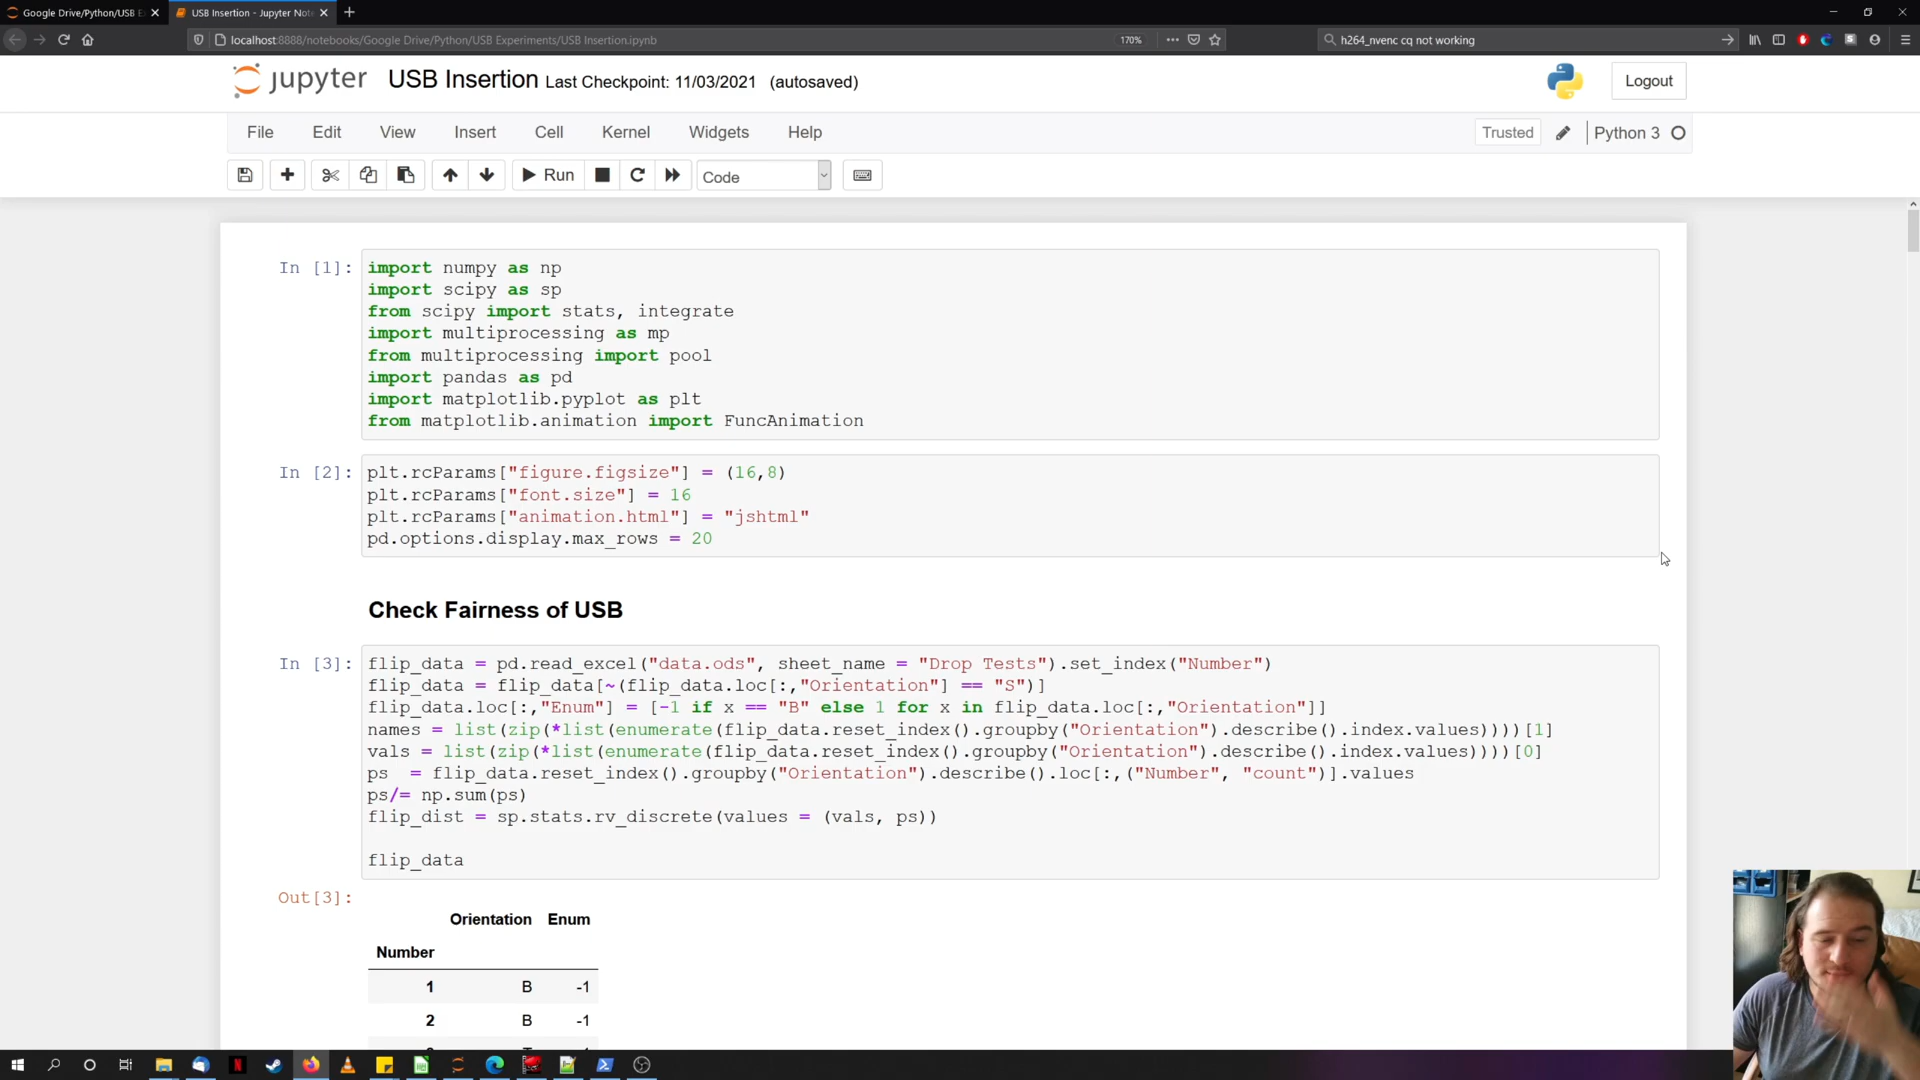 Google Drive/Python/USB E
USB Insertion - Jupyter Not
localhost:8888/notebooks/Google Drive/Python/USB Experiments/USB Insertion.ipynb
170%
h264_nvenc cq not working
jupyter
USB Insertion Last Checkpoint: 11/03/2021 (autosaved)
Logout
File Edit View Insert Cell Kernel Widgets Help
Trusted
Python 3
Run
Code
In [1]:
import numpy as np
import scipy as sp
from scipy import stats, integrate
import multiprocessing as mp
from multiprocessing import pool
import pandas as pd
import matplotlib.pyplot as plt
from matplotlib.animation import FuncAnimation
In [2]:
plt.rcParams["figure.figsize"] = (16,8)
plt.rcParams["font.size"] = 16
plt.rcParams["animation.html"] = "jshtml"
pd.options.display.max_rows = 20
Check Fairness of USB
In [3]:
flip_data = pd.read_excel("data.ods", sheet_name = "Drop Tests").set_index("Number")
flip_data = flip_data[~(flip_data.loc[:,"Orientation"] == "S")]
flip_data.loc[:,"Enum"] = [-1 if x == "B" else 1 for x in flip_data.loc[:,"Orientation"]]
names = list(zip(*list(enumerate(flip_data.reset_index().groupby("Orientation").describe().index.values))))[1]
vals = list(zip(*list(enumerate(flip_data.reset_index().groupby("Orientation").describe().index.values))))[0]
ps  = flip_data.reset_index().groupby("Orientation").describe().loc[:,("Number", "count")].values
ps/= np.sum(ps)
flip_dist = sp.stats.rv_discrete(values = (vals, ps))
flip_data
Out[3]:
Orientation Enum
Number
1 B -1
2 B -1